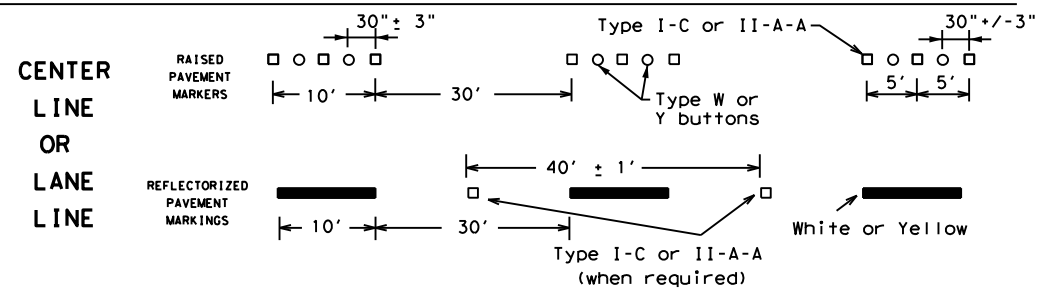 CENTER
LINE
OR
LANE
LINE
RAISED
PAVEMENT
MARKERS
30"± 3"
10'
30'
Type I-C or II-A-A
Type W or
Y buttons
30"+/-3"
5'
5'
REFLECTORIZED
PAVEMENT
MARKINGS
10'
30'
40' ± 1'
Type I-C or II-A-A
(when required)
White or Yellow